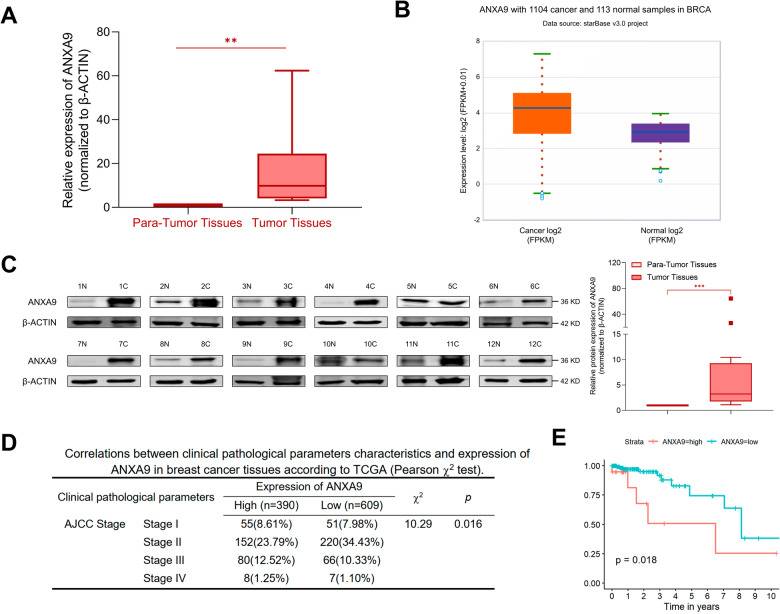 A
Relative expression of ANXA9
(normalized to β-ACTIN)
80
60
40
20
0
**
Para-Tumor Tissues
Tumor Tissues
B
ANXA9 with 1104 cancer and 113 normal samples in BRCA
Data source: starBase v3.0 project
Expression level: log2 (FPKM+0.01)
8
6
4
2
0
-2
Cancer log2
(FPKM)
Normal log2
(FPKM)
C
1N 1C 2N 2C 3N 3C 4N 4C 5N 5C 6N 6C
ANXA9
36 KD
β-ACTIN
42 KD
7N 7C 8N 8C 9N 9C 10N 10C 11N 11C 12N 12C
ANXA9
36 KD
β-ACTIN
42 KD
Relative protein expression of ANXA9
(normalized to β-ACTIN)
Para-Tumor Tissues
Tumor Tissues
***
120
90
60
30
10
5
0
D
Correlations between clinical pathological parameters characteristics and expression of
ANXA9 in breast cancer tissues according to TCGA (Pearson χ2 test).
Clinical pathological parameters Expression of ANXA9 χ2 p
High (n=390) Low (n=609)
AJCC Stage Stage I 55(8.61%) 51(7.98%) 10.29 0.016
Stage II 152(23.79%) 220(34.43%)
Stage III 80(12.52%) 66(10.33%)
Stage IV 8(1.25%) 7(1.10%)
E
Strata ANXA9=high ANXA9=low
1.00
0.75
0.50
0.25
0.00
p = 0.018
0 1 2 3 4 5 6 7 8 9 10
Time in years